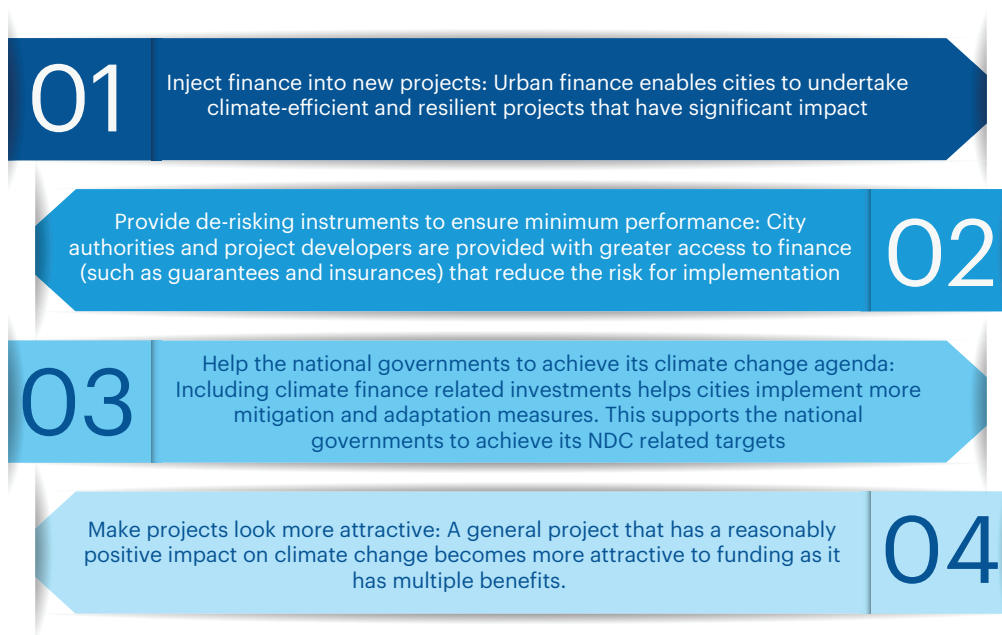 01
Inject finance into new projects: Urban finance enables cities to undertake
climate-efficient and resilient projects that have significant impact
Provide de-risking instruments to ensure minimum performance: City
authorities and project developers are provided with greater access to finance
(such as guarantees and insurances) that reduce the risk for implementation
02
03
Help the national governments to achieve its climate change agenda:
Including climate finance related investments helps cities implement more
mitigation and adaptation measures. This supports the national
governments to achieve its NDC related targets
Make projects look more attractive: A general project that has a reasonably
positive impact on climate change becomes more attractive to funding as it
has multiple benefits.
04